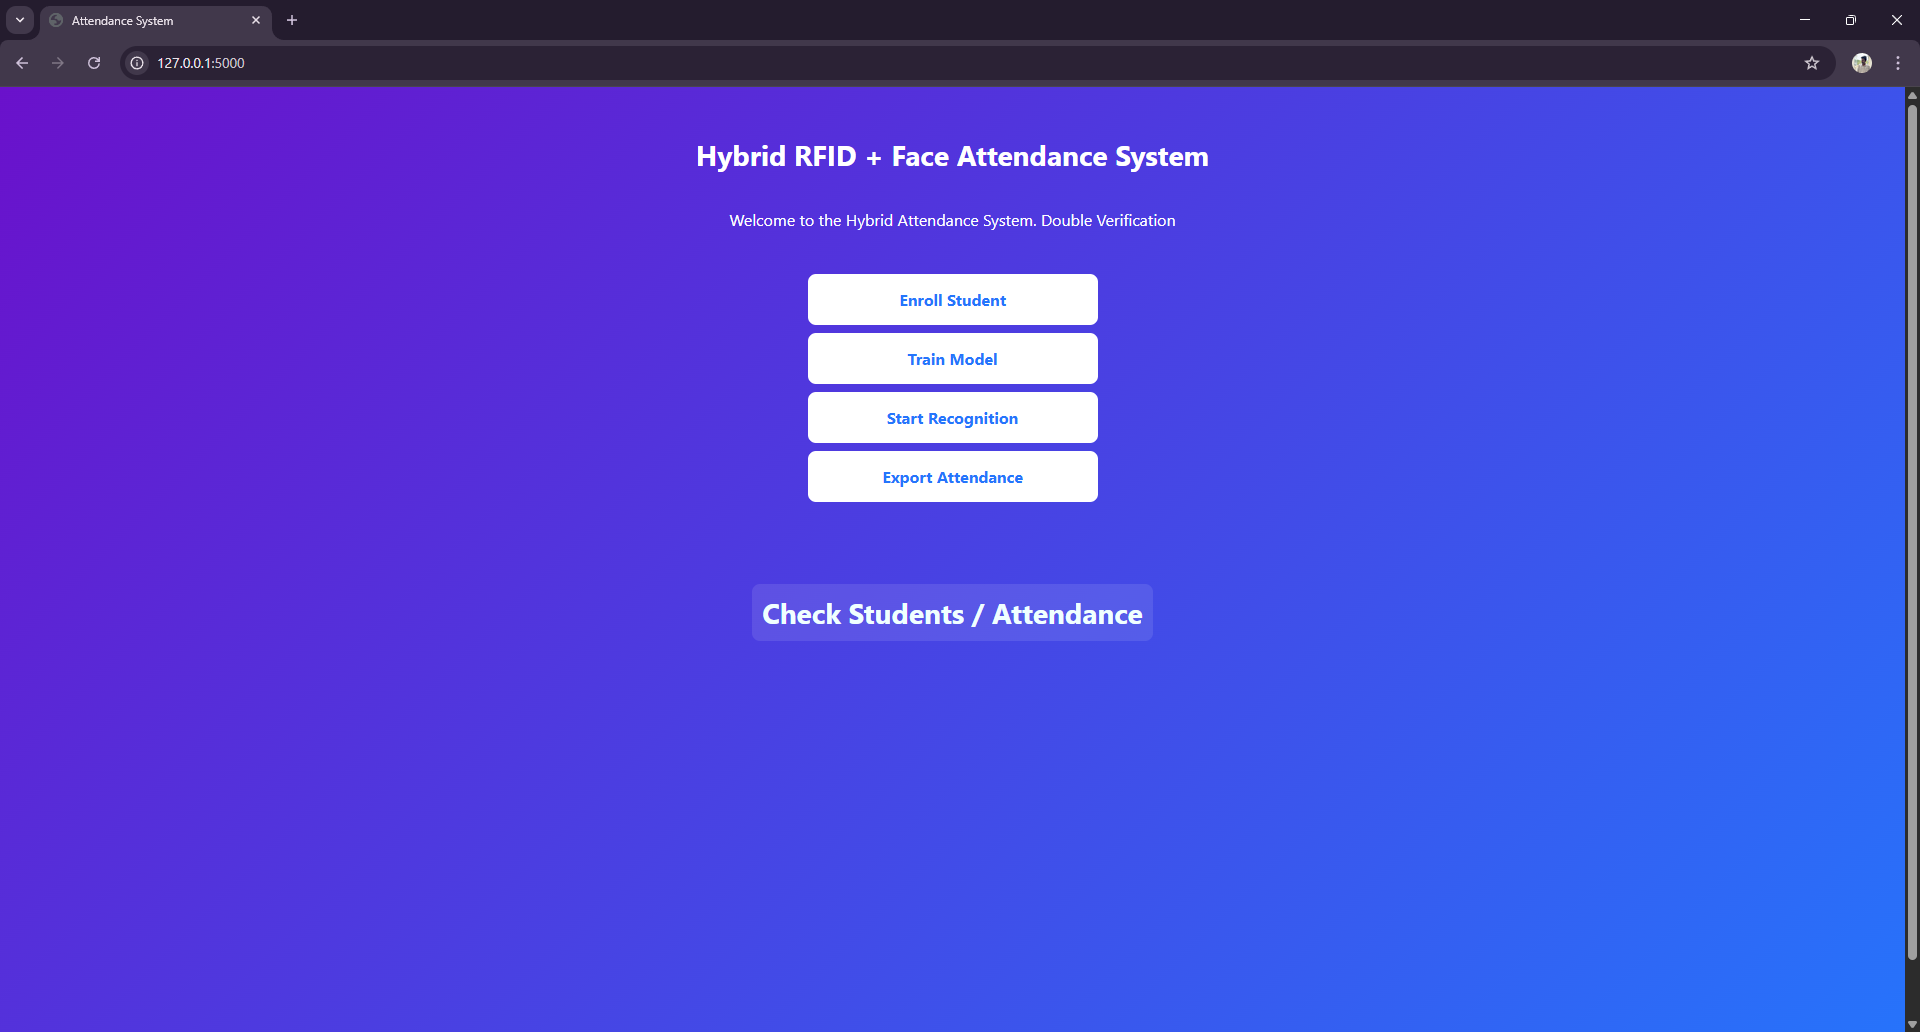 Attendance System
127.0.0.1:5000
Hybrid RFID + Face Attendance System
Welcome to the Hybrid Attendance System. Double Verification
Enroll Student
Train Model
Start Recognition
Export Attendance
Check Students / Attendance